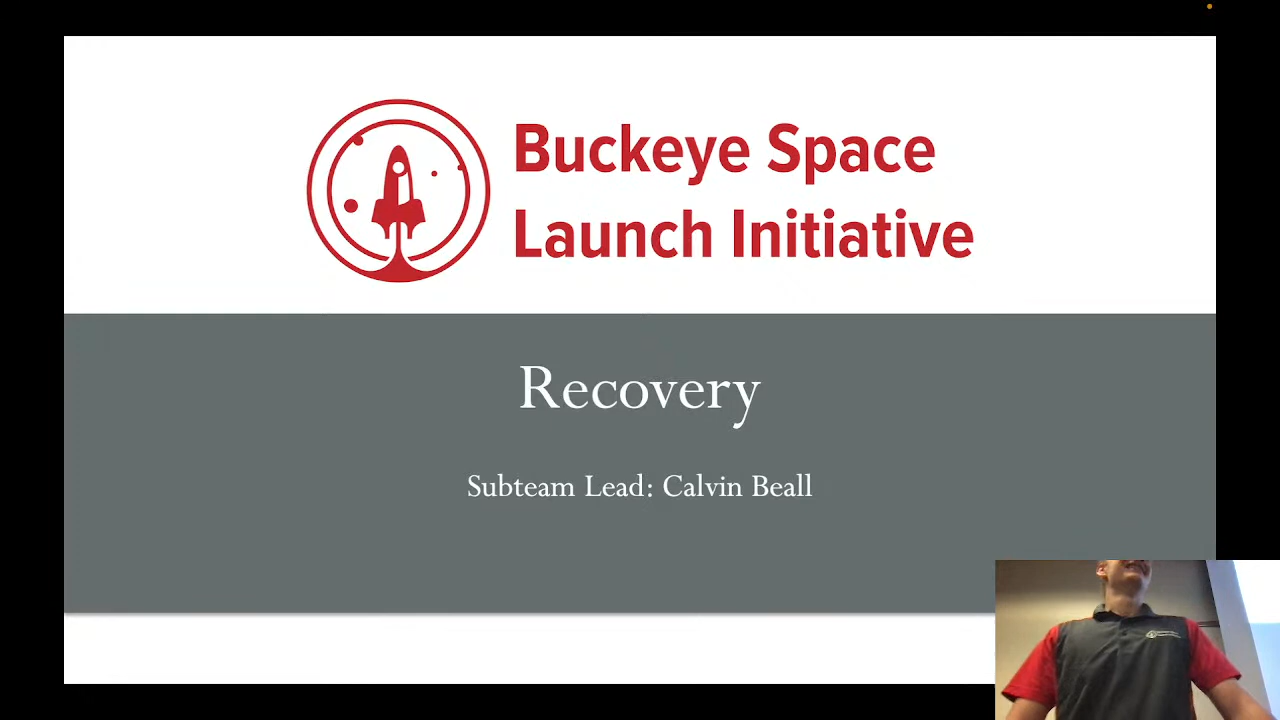 Buckeye Space
Launch Initiative
Recovery
Subteam Lead: Calvin Beall